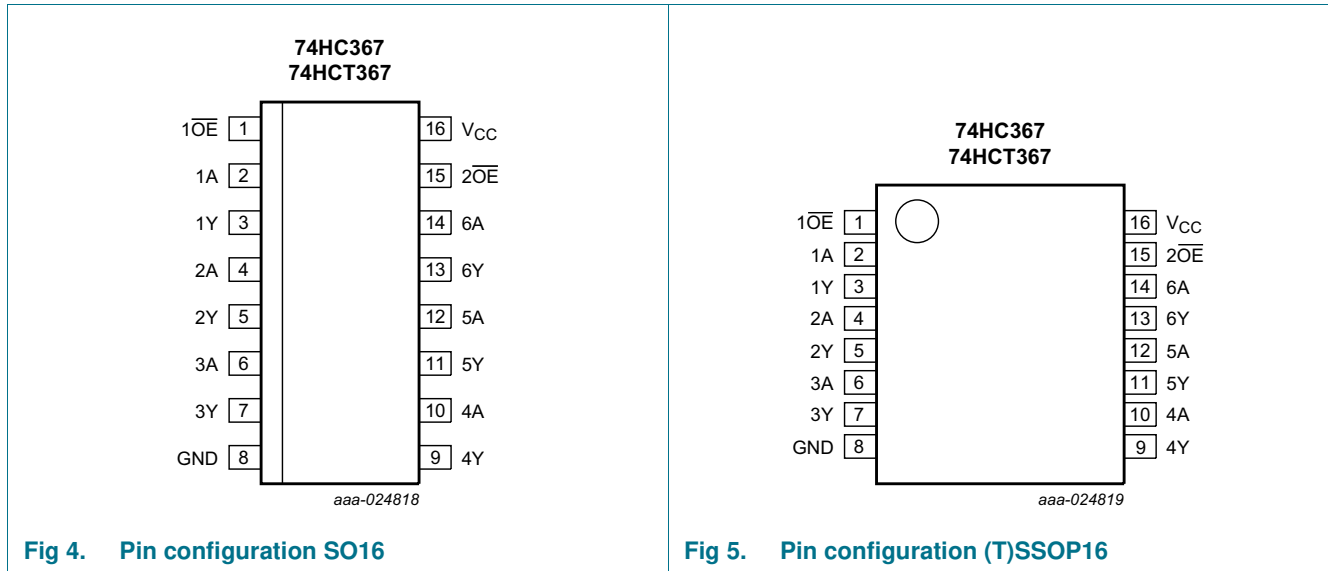 74HC367
74HCT367
1O̅E̅ 1
1A 2
1Y 3
2A 4
2Y 5
3A 6
3Y 7
GND 8
16 VCC
15 2O̅E̅
14 6A
13 6Y
12 5A
11 5Y
10 4A
9 4Y
aaa-024818
Fig 4. Pin configuration SO16
74HC367
74HCT367
1O̅E̅ 1
1A 2
1Y 3
2A 4
2Y 5
3A 6
3Y 7
GND 8
16 VCC
15 2O̅E̅
14 6A
13 6Y
12 5A
11 5Y
10 4A
9 4Y
aaa-024819
Fig 5. Pin configuration (T)SSOP16